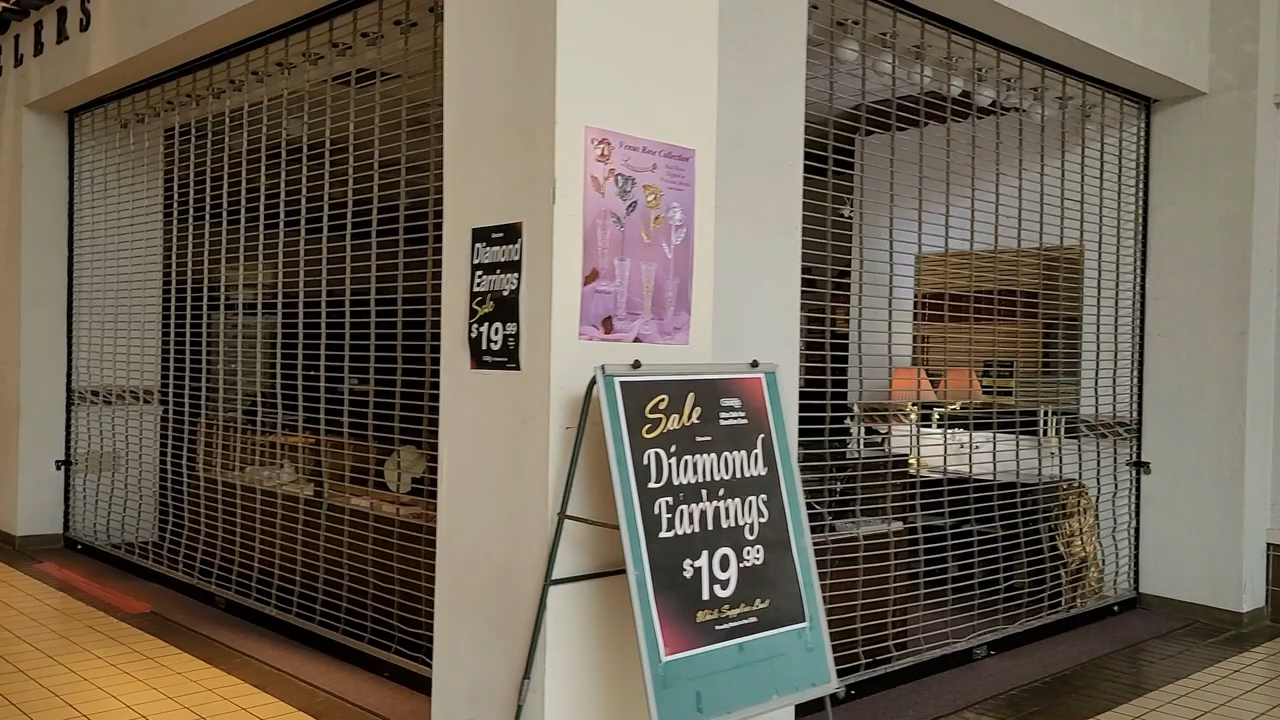 LERS
Diamond
Earrings
Sale
$19.99
Venus Rose Collection
Sale
Diamond
Earrings
$19.99
While Supplies Last